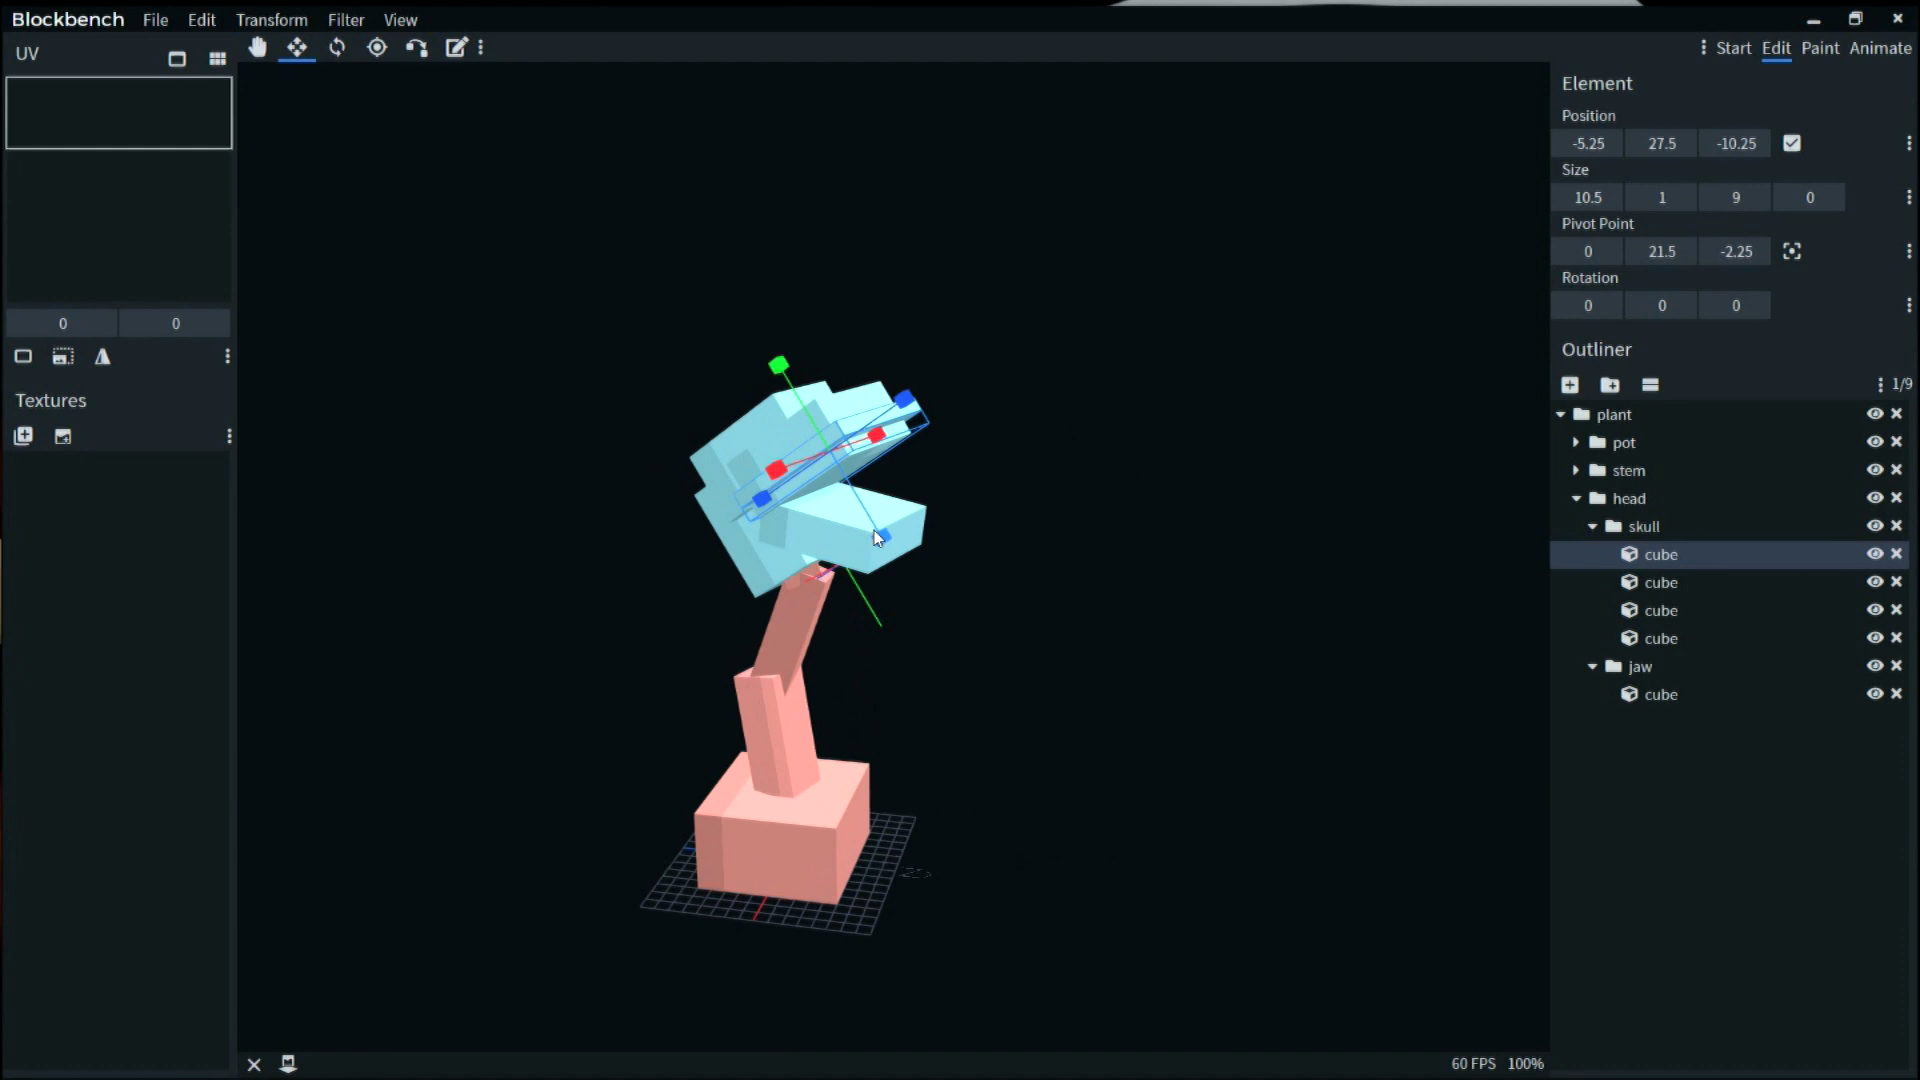 Blockbench File Edit Transform Filter View
UV
Start Edit Paint Animate
Element
Position
-5.25 27.5 -10.25
Size
10.5 1 9 0
Pivot Point
0 21.5 -2.25
Rotation
0 0 0
0 0
Outliner
1/9
Textures
plant
pot
stem
head
skull
cube
cube
cube
cube
jaw
cube
60 FPS 100%